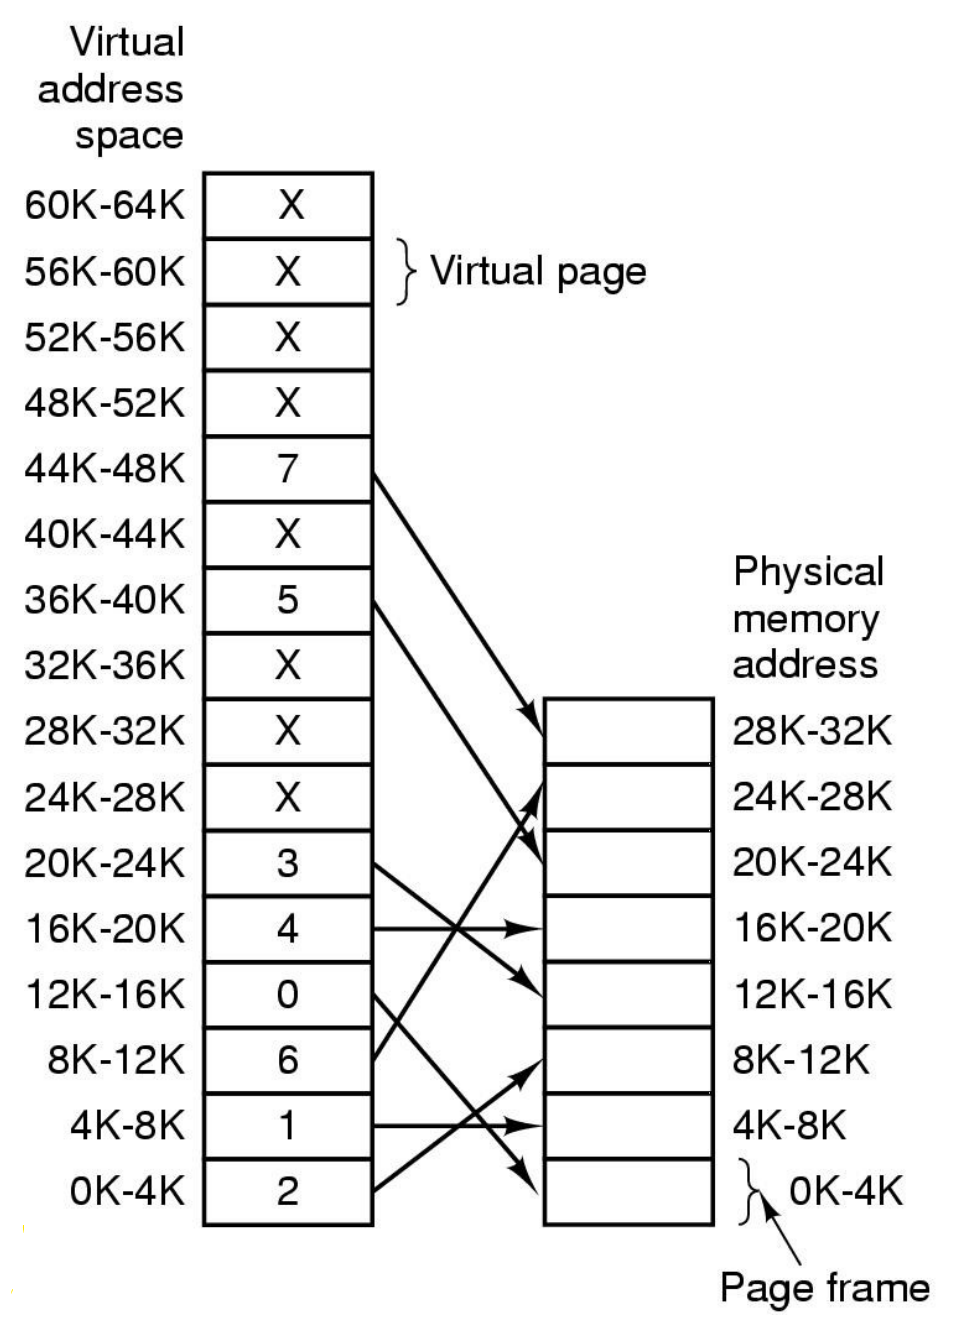 Virtual
address
space
60K-64K X
56K-60K X Virtual page
52K-56K X
48K-52K X
44K-48K 7
40K-44K X
Physical
memory
address
36K-40K 5
32K-36K X
28K-32K X 28K-32K
24K-28K X 24K-28K
20K-24K 3 20K-24K
16K-20K 4 16K-20K
12K-16K 0 12K-16K
8K-12K 6 8K-12K
4K-8K 1 4K-8K
0K-4K 2 0K-4K
Page frame